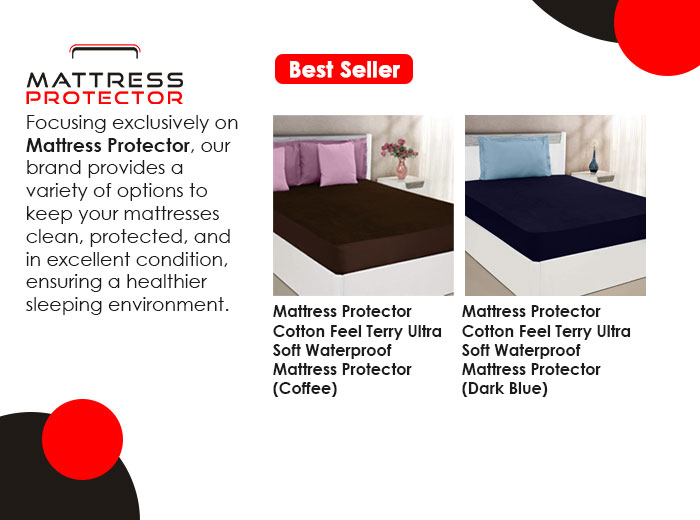 MATTRESS
PROTECTOR
Focusing exclusively on
Mattress Protector, our
brand provides a
variety of options to
keep your mattresses
clean, protected, and
in excellent condition,
ensuring a healthier
sleeping environment.
Best Seller
Mattress Protector
Cotton Feel Terry Ultra
Soft Waterproof
Mattress Protector
(Coffee)
Mattress Protector
Cotton Feel Terry Ultra
Soft Waterproof
Mattress Protector
(Dark Blue)